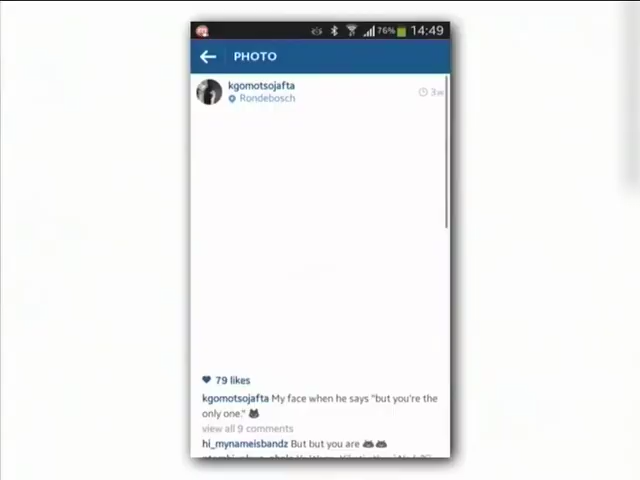 76% 14:49
PHOTO
kgomotsojafta
Rondebosch
3w
79 likes
kgomotsojafta My face when he says "but you're the
only one."
view all 9 comments
hi_mynameisbandz But but you are